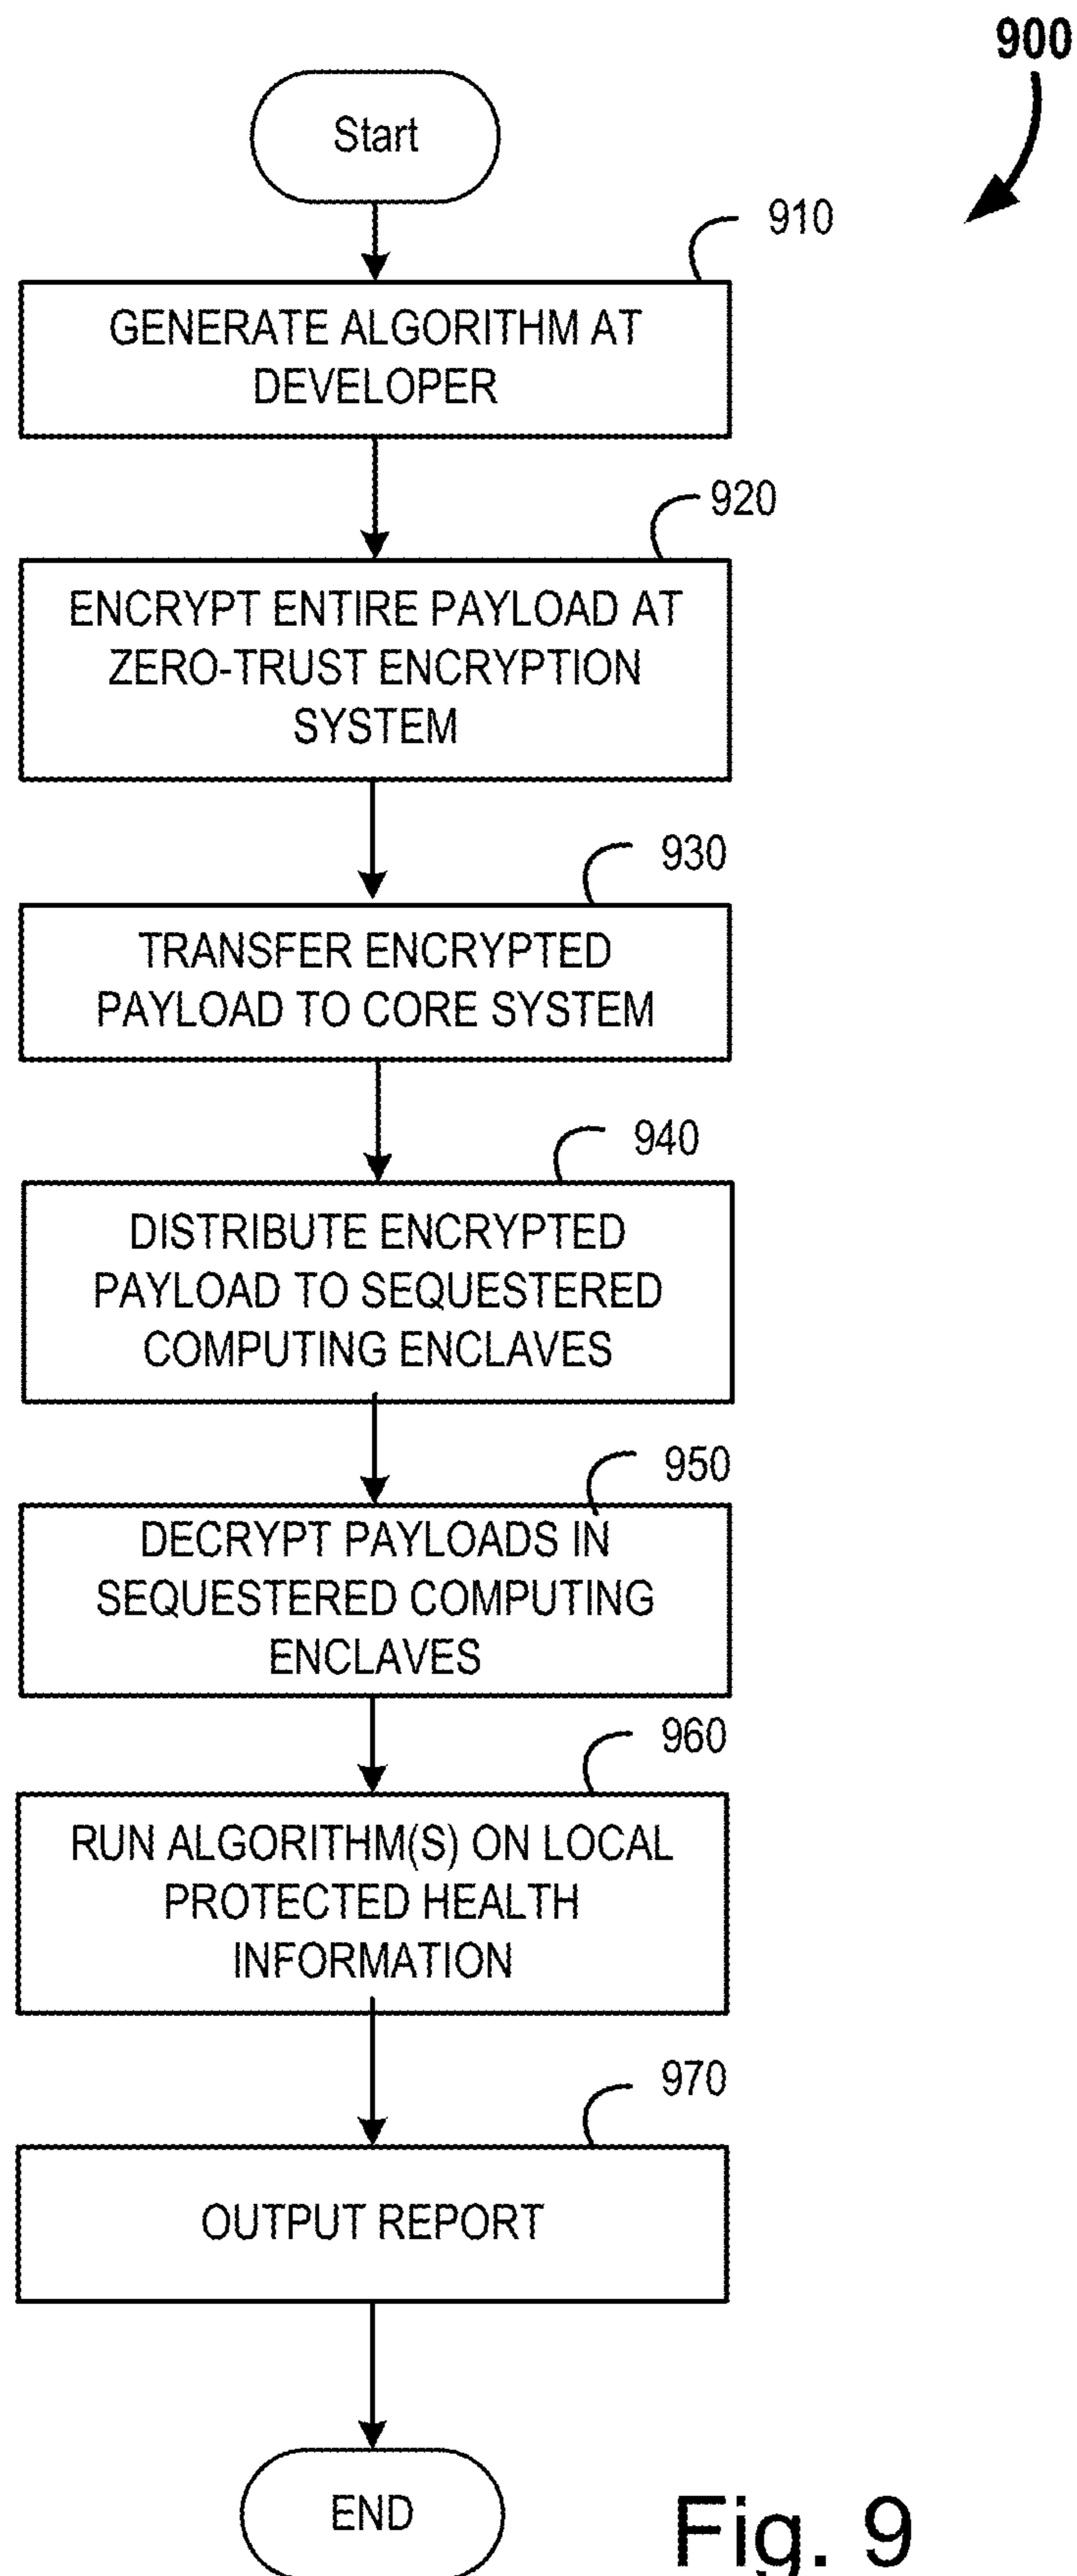 900
Start
910
GENERATE ALGORITHM AT
DEVELOPER
920
ENCRYPT ENTIRE PAYLOAD AT
ZERO-TRUST ENCRYPTION
SYSTEM
930
TRANSFER ENCRYPTED
PAYLOAD TO CORE SYSTEM
940
DISTRIBUTE ENCRYPTED
PAYLOAD TO SEQUESTERED
COMPUTING ENCLAVES
950
DECRYPT PAYLOADS IN
SEQUESTERED COMPUTING
ENCLAVES
960
RUN ALGORITHM(S) ON LOCAL
PROTECTED HEALTH
INFORMATION
970
OUTPUT REPORT
END
Fig. 9